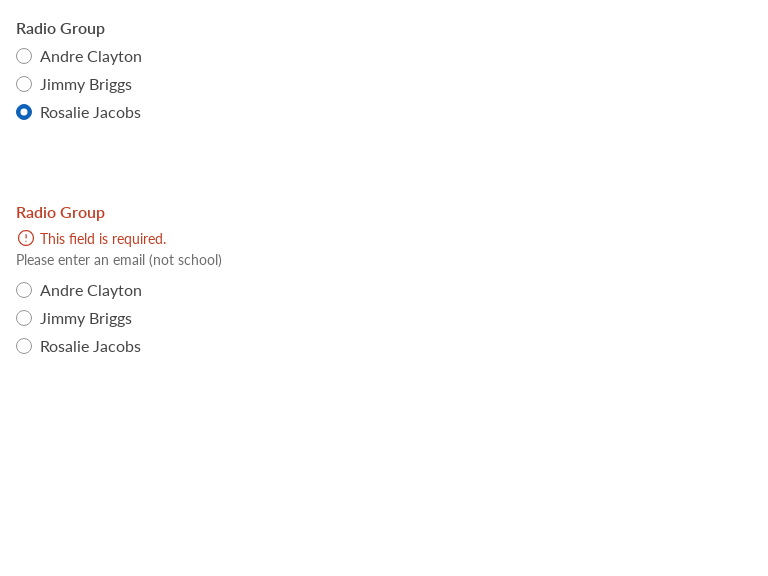 Radio Group
Andre Clayton
Jimmy Briggs
Rosalie Jacobs
Radio Group
This field is required.
Please enter an email (not school)
Andre Clayton
Jimmy Briggs
Rosalie Jacobs